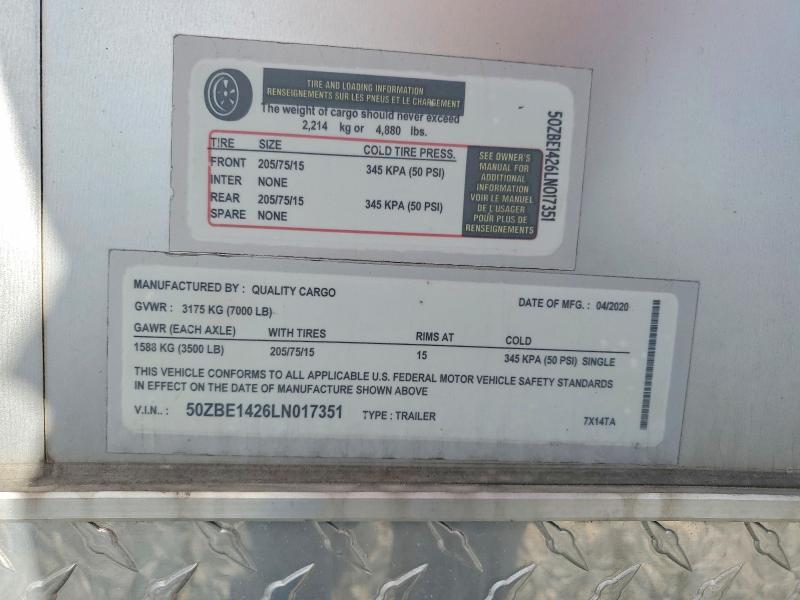 TIRE AND LOADING INFORMATION
RENSEIGNEMENTS SUR LES PNEUS ET LE CHARGEMENT
The weight of cargo should never exceed
2,214 kg or 4,880 lbs.
TIRE SIZE COLD TIRE PRESS.
FRONT 205/75/15 345 KPA (50 PSI)
INTER NONE
REAR 205/75/15 345 KPA (50 PSI)
SPARE NONE
SEE OWNER'S
MANUAL FOR
ADDITIONAL
INFORMATION
VOIR LE MANUEL
DE L'USAGER
POUR PLUS DE
RENSEIGNEMENTS
50ZBE1426LN017351
MANUFACTURED BY : QUALITY CARGO DATE OF MFG. : 04/2020
GVWR : 3175 KG (7000 LB)
GAWR (EACH AXLE) WITH TIRES RIMS AT COLD
1588 KG (3500 LB) 205/75/15 15 345 KPA (50 PSI) SINGLE
THIS VEHICLE CONFORMS TO ALL APPLICABLE U.S. FEDERAL MOTOR VEHICLE SAFETY STANDARDS
IN EFFECT ON THE DATE OF MANUFACTURE SHOWN ABOVE
V.I.N.. : 50ZBE1426LN017351 TYPE : TRAILER 7X14TA